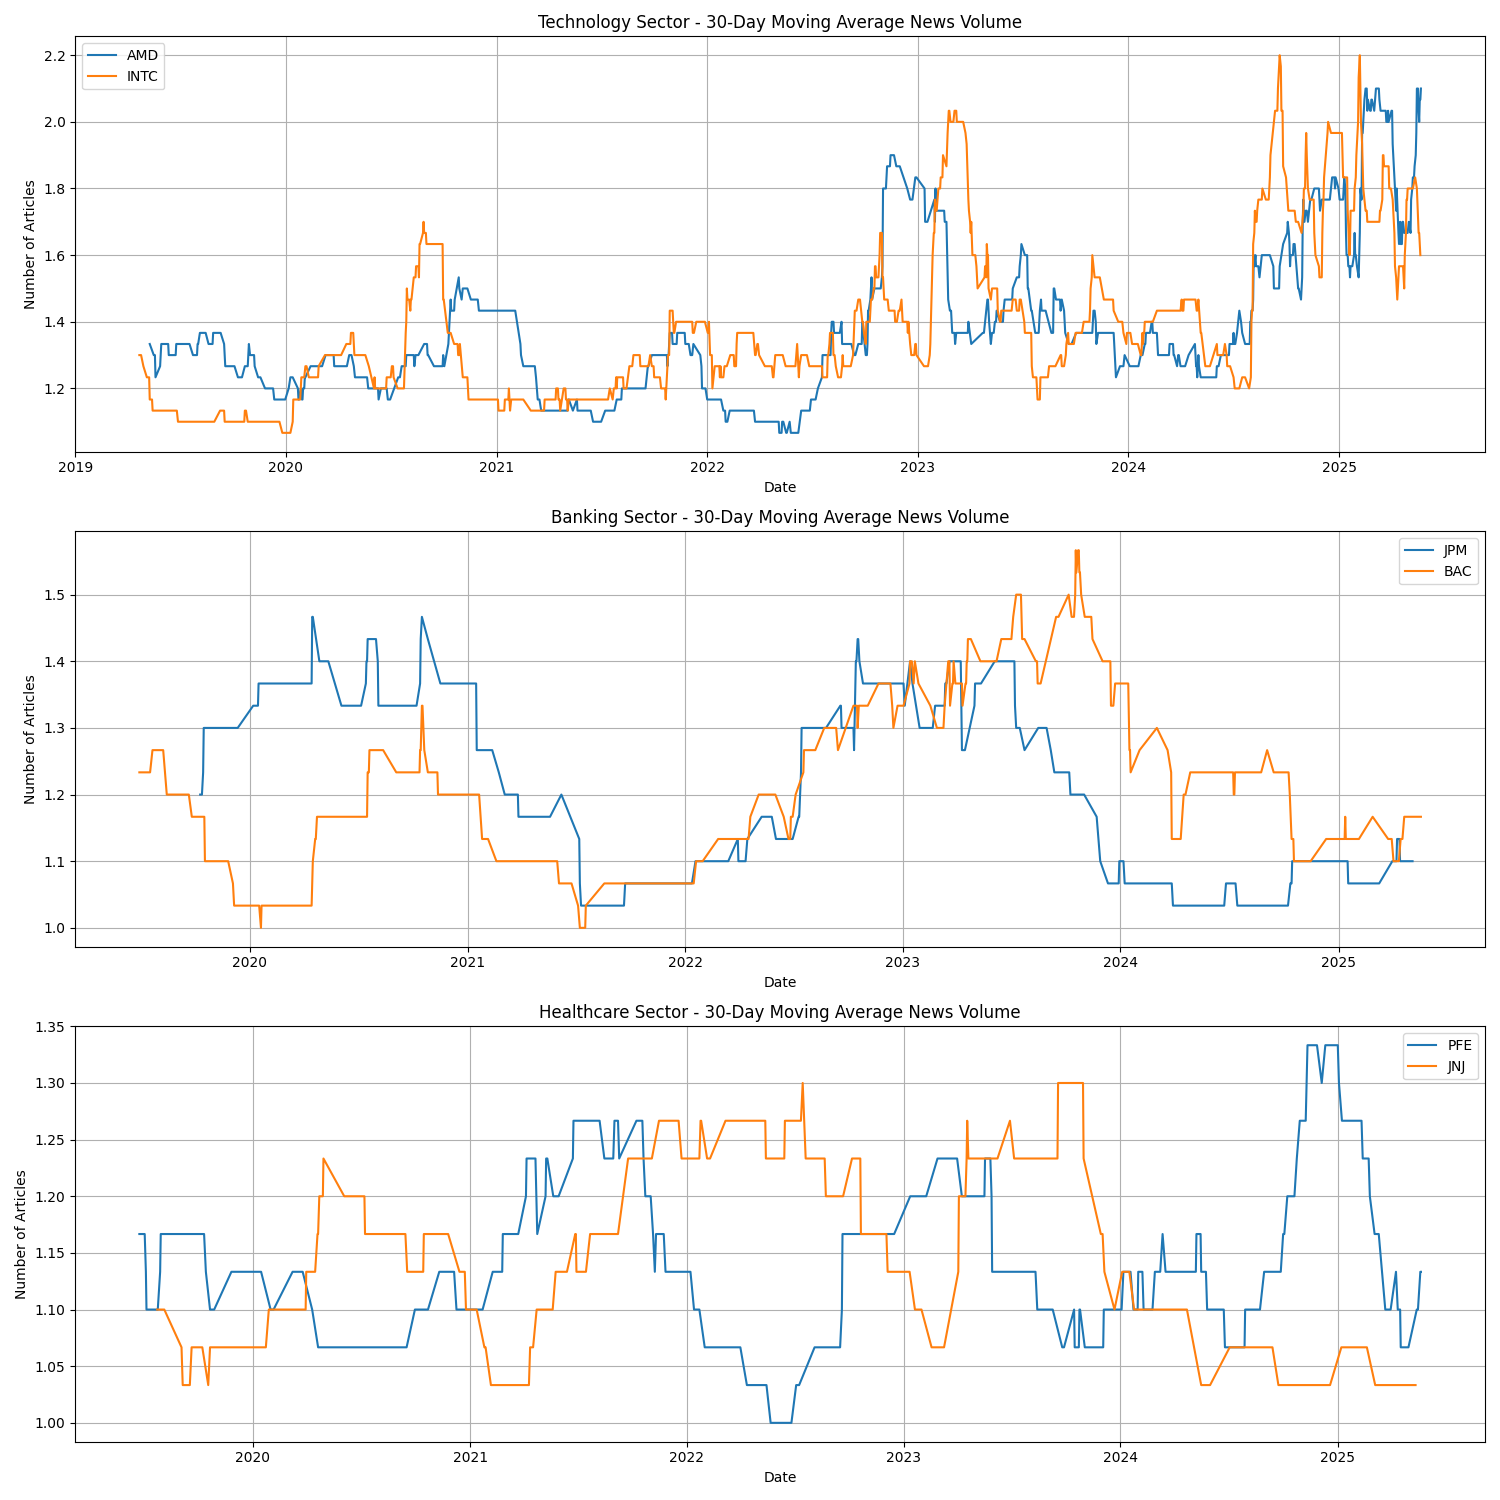 Technology Sector - 30-Day Moving Average News Volume
AMD
INTC
Number of Articles
2.2
2.0
1.8
1.6
1.4
1.2
2019 2020 2021 2022 2023 2024 2025
Date
Banking Sector - 30-Day Moving Average News Volume
JPM
BAC
Number of Articles
1.5
1.4
1.3
1.2
1.1
1.0
2020 2021 2022 2023 2024 2025
Date
Healthcare Sector - 30-Day Moving Average News Volume
PFE
JNJ
Number of Articles
1.35
1.30
1.25
1.20
1.15
1.10
1.05
1.00
2020 2021 2022 2023 2024 2025
Date